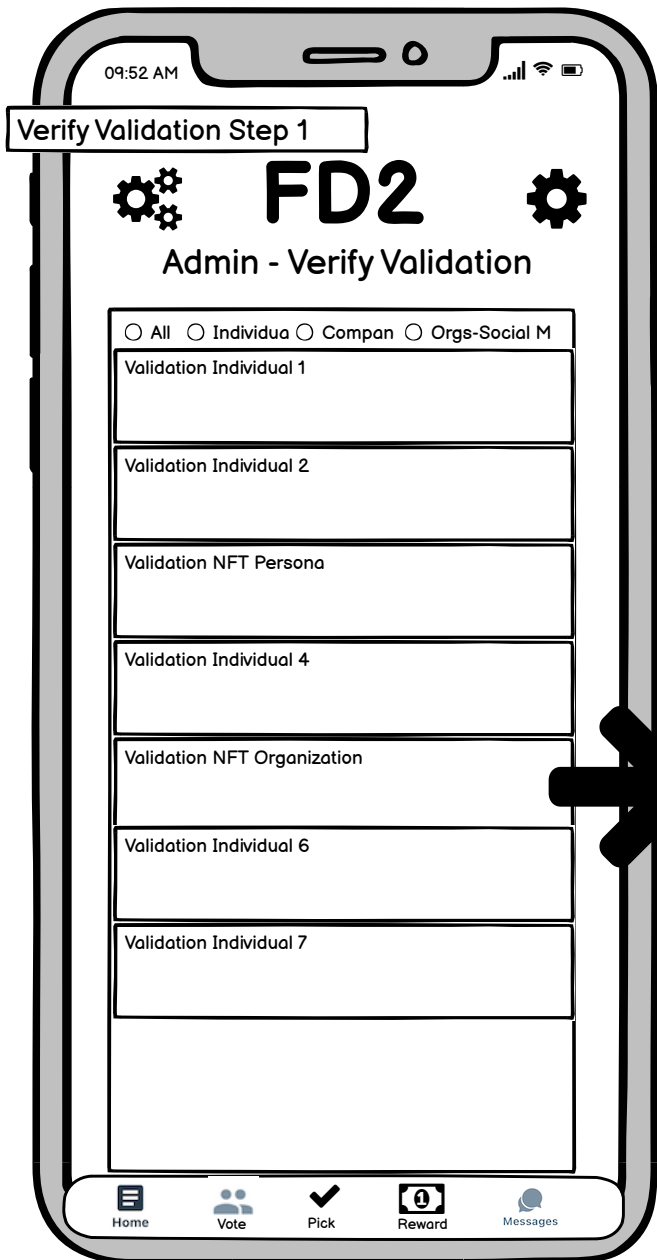 09:52 AM
Verify Validation Step 1
FD2
Admin - Verify Validation
All Individua Compan Orgs-Social M
Validation Individual 1
Validation Individual 2
Validation NFT Persona
Validation Individual 4
Validation NFT Organization
Validation Individual 6
Validation Individual 7
1
Home Vote Pick Reward Messages